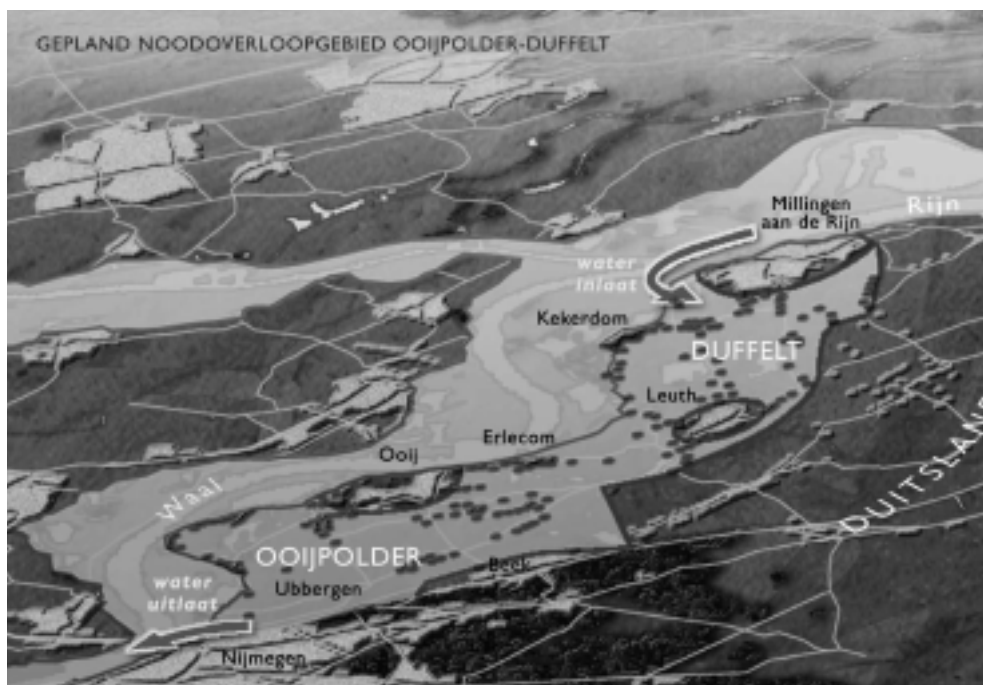 GEPLAND NOODOVERLOOPGEBIED OOIJPOLDER-DUFFELT
Millingen
aan de Rijn
Rijn
water
inlaat
Kekerdom
DUFFELT
Leuth
Erlecom
Ooij
DUITSLAND
Waal
OOIJPOLDER
Beek
Ubbergen
water
uitlaat
Nijmegen